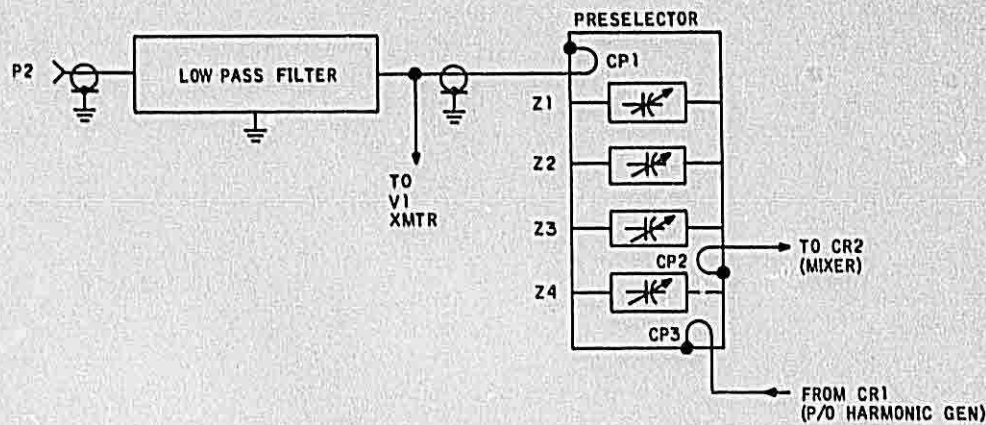 PRESELECTOR
P2
LOW PASS FILTER
CP1
Z1
Z2
Z3
Z4
TO
V1
XMTR
CP2
TO CR2
(MIXER)
CP3
FROM CR1
(P/O HARMONIC GEN)